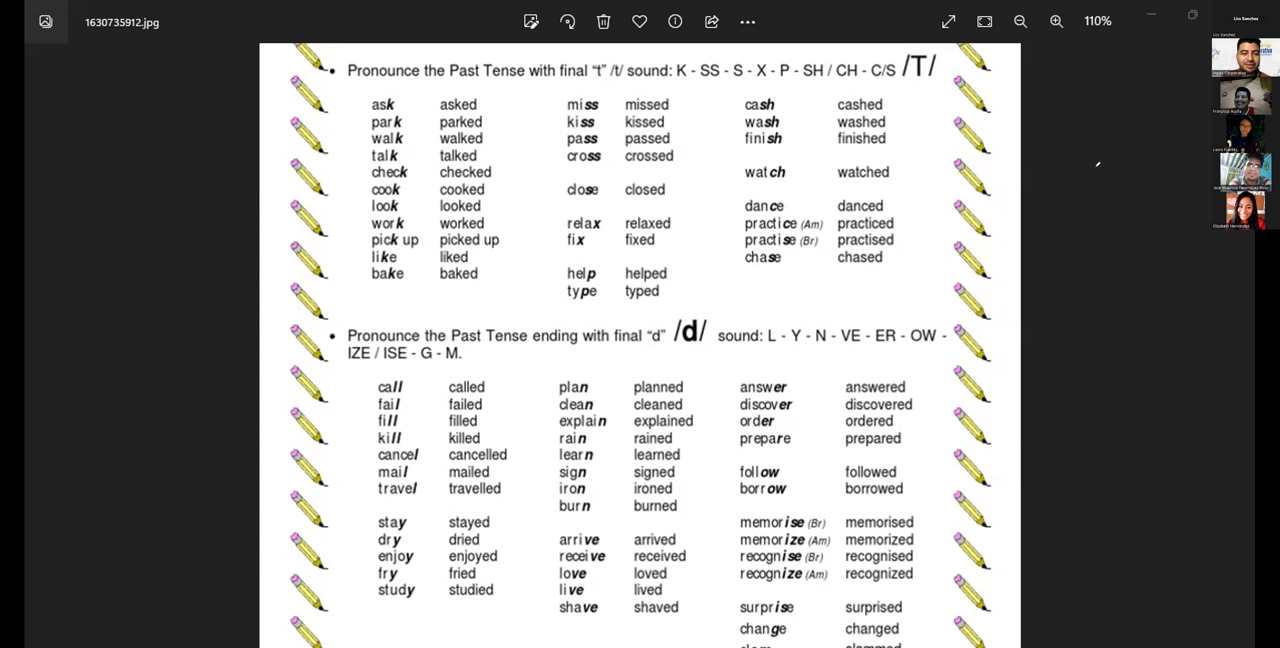 1630735912.jpg
110%
Liss Sanchez
Liss Sanchez
• Pronounce the Past Tense with final “t” /t/ sound: K - SS - S - X - P - SH / CH - C/S /T/
ask asked miss missed cash cashed
park parked kiss kissed wash washed
walk walked pass passed finish finished
talk talked cross crossed
check checked watch watched
cook cooked close closed
look looked dance danced
work worked relax relaxed practice (Am) practiced
pick up picked up fix fixed practise (Br) practised
like liked chase chased
bake baked help helped
type typed
• Pronounce the Past Tense ending with final “d” /d/ sound: L - Y - N - VE - ER - OW -
IZE / ISE - G - M.
call called plan planned answer answered
fail failed clean cleaned discover discovered
fill filled explain explained order ordered
kill killed rain rained prepare prepared
cancel cancelled learn learned
mail mailed sign signed follow followed
travel travelled iron ironed borrow borrowed
burn burned
stay stayed memorise (Br) memorised
dry dried arrive arrived memorize (Am) memorized
enjoy enjoyed receive received recognise (Br) recognised
fry fried love loved recognize (Am) recognized
study studied live lived
shave shaved surprise surprised
change changed
Elizabeth Hernández